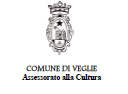 COMUNE DI VEGLIE
Assessorato alla Cultura